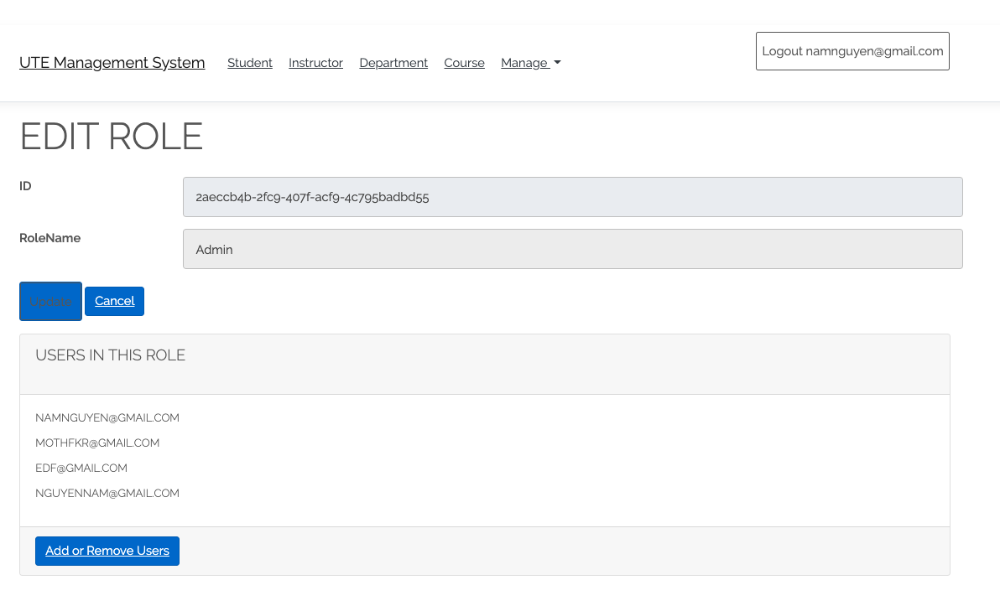 UTE Management System Student Instructor Department Course Manage Logout namnguyen@gmail.com
EDIT ROLE
ID 2aeccb4b-2fc9-407f-acf9-4c795badbd55
RoleName Admin
Update Cancel
USERS IN THIS ROLE
NAMNGUYEN@GMAIL.COM
MOTHFKR@GMAIL.COM
EDF@GMAIL.COM
NGUYENNAM@GMAIL.COM
Add or Remove Users